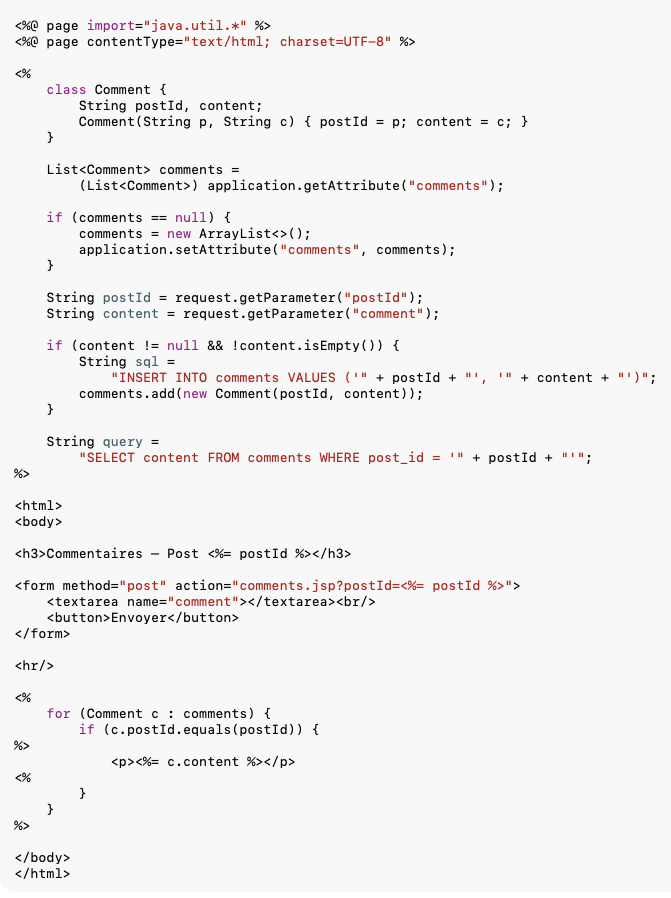 <%@ page import="java.util.*" %>
<%@ page contentType="text/html; charset=UTF-8" %>

<%
    class Comment {
        String postId, content;
        Comment(String p, String c) { postId = p; content = c; }
    }

    List<Comment> comments =
        (List<Comment>) application.getAttribute("comments");

    if (comments == null) {
        comments = new ArrayList<>();
        application.setAttribute("comments", comments);
    }

    String postId = request.getParameter("postId");
    String content = request.getParameter("comment");

    if (content != null && !content.isEmpty()) {
        String sql =
            "INSERT INTO comments VALUES ('" + postId + "', '" + content + "')";
        comments.add(new Comment(postId, content));
    }

    String query =
        "SELECT content FROM comments WHERE post_id = '" + postId + "'";
%>

<html>
<body>

<h3>Commentaires — Post <%= postId %></h3>

<form method="post" action="comments.jsp?postId=<%= postId %>">
    <textarea name="comment"></textarea><br/>
    <button>Envoyer</button>
</form>

<hr/>

<%
    for (Comment c : comments) {
        if (c.postId.equals(postId)) {
%>
            <p><%= c.content %></p>
<%
        }
    }
%>

</body>
</html>